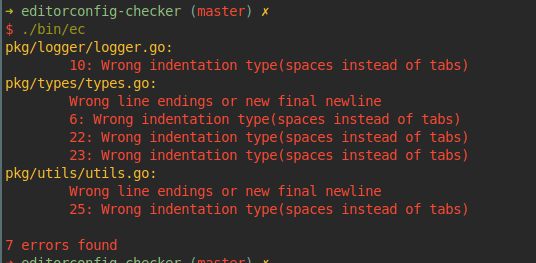 → editorconfig-checker (master) ✗
$ ./bin/ec
pkg/logger/logger.go:
10: Wrong indentation type(spaces instead of tabs)
pkg/types/types.go:
Wrong line endings or new final newline
6: Wrong indentation type(spaces instead of tabs)
22: Wrong indentation type(spaces instead of tabs)
23: Wrong indentation type(spaces instead of tabs)
pkg/utils/utils.go:
Wrong line endings or new final newline
25: Wrong indentation type(spaces instead of tabs)
7 errors found
→ editorconfig-checker (master) ✗